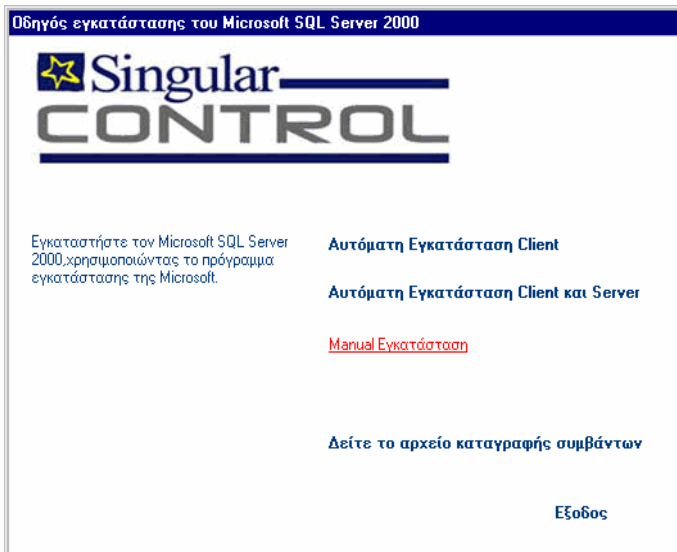 Οδηγός εγκατάστασης του Microsoft SQL Server 2000
Singular
CONTROL
Εγκαταστήστε τον Microsoft SQL Server
2000,χρησιμοποιώντας το πρόγραμμα
εγκατάστασης της Microsoft.
Αυτόματη Εγκατάσταση Client
Αυτόματη Εγκατάσταση Client και Server
Manual Εγκατάσταση
Δείτε το αρχείο καταγραφής συμβάντων
Εξοδος